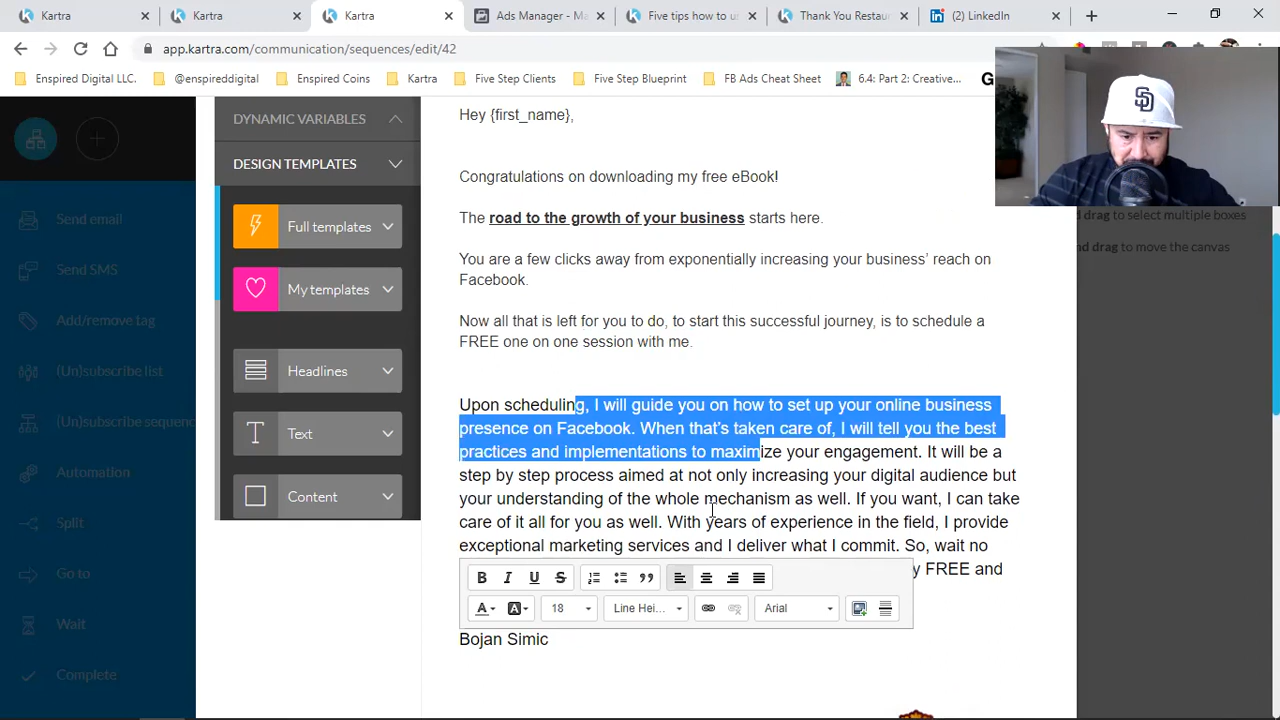 Kartra
Kartra
Kartra
Ads Manager - Ma
Five tips how to us
Thank You Restau
(2) LinkedIn
app.kartra.com/communication/sequences/edit/42
Enspired Digital LLC.
@enspireddigital
Enspired Coins
Kartra
Five Step Clients
Five Step Blueprint
FB Ads Cheat Sheet
6.4: Part 2: Creative...
G
DYNAMIC VARIABLES
DESIGN TEMPLATES
Full templates
My templates
Headlines
Text
Content
Send email
Send SMS
Add/remove tag
(Un)subscribe list
(Un)subscribe sequenc
Split
Go to
Wait
Complete
Hey {first_name},
Congratulations on downloading my free eBook!
The road to the growth of your business starts here.
You are a few clicks away from exponentially increasing your business’ reach on
Facebook.
Now all that is left for you to do, to start this successful journey, is to schedule a
FREE one on one session with me.
Upon scheduling, I will guide you on how to set up your online business
presence on Facebook. When that’s taken care of, I will tell you the best
practices and implementations to maximize your engagement. It will be a
step by step process aimed at not only increasing your digital audience but
your understanding of the whole mechanism as well. If you want, I can take
care of it all for you as well. With years of experience in the field, I provide
exceptional marketing services and I deliver what I commit. So, wait no
y FREE and
B I U S
A A 18 Line Hei... Arial
Bojan Simic
d drag to select multiple boxes
nd drag to move the canvas
SD